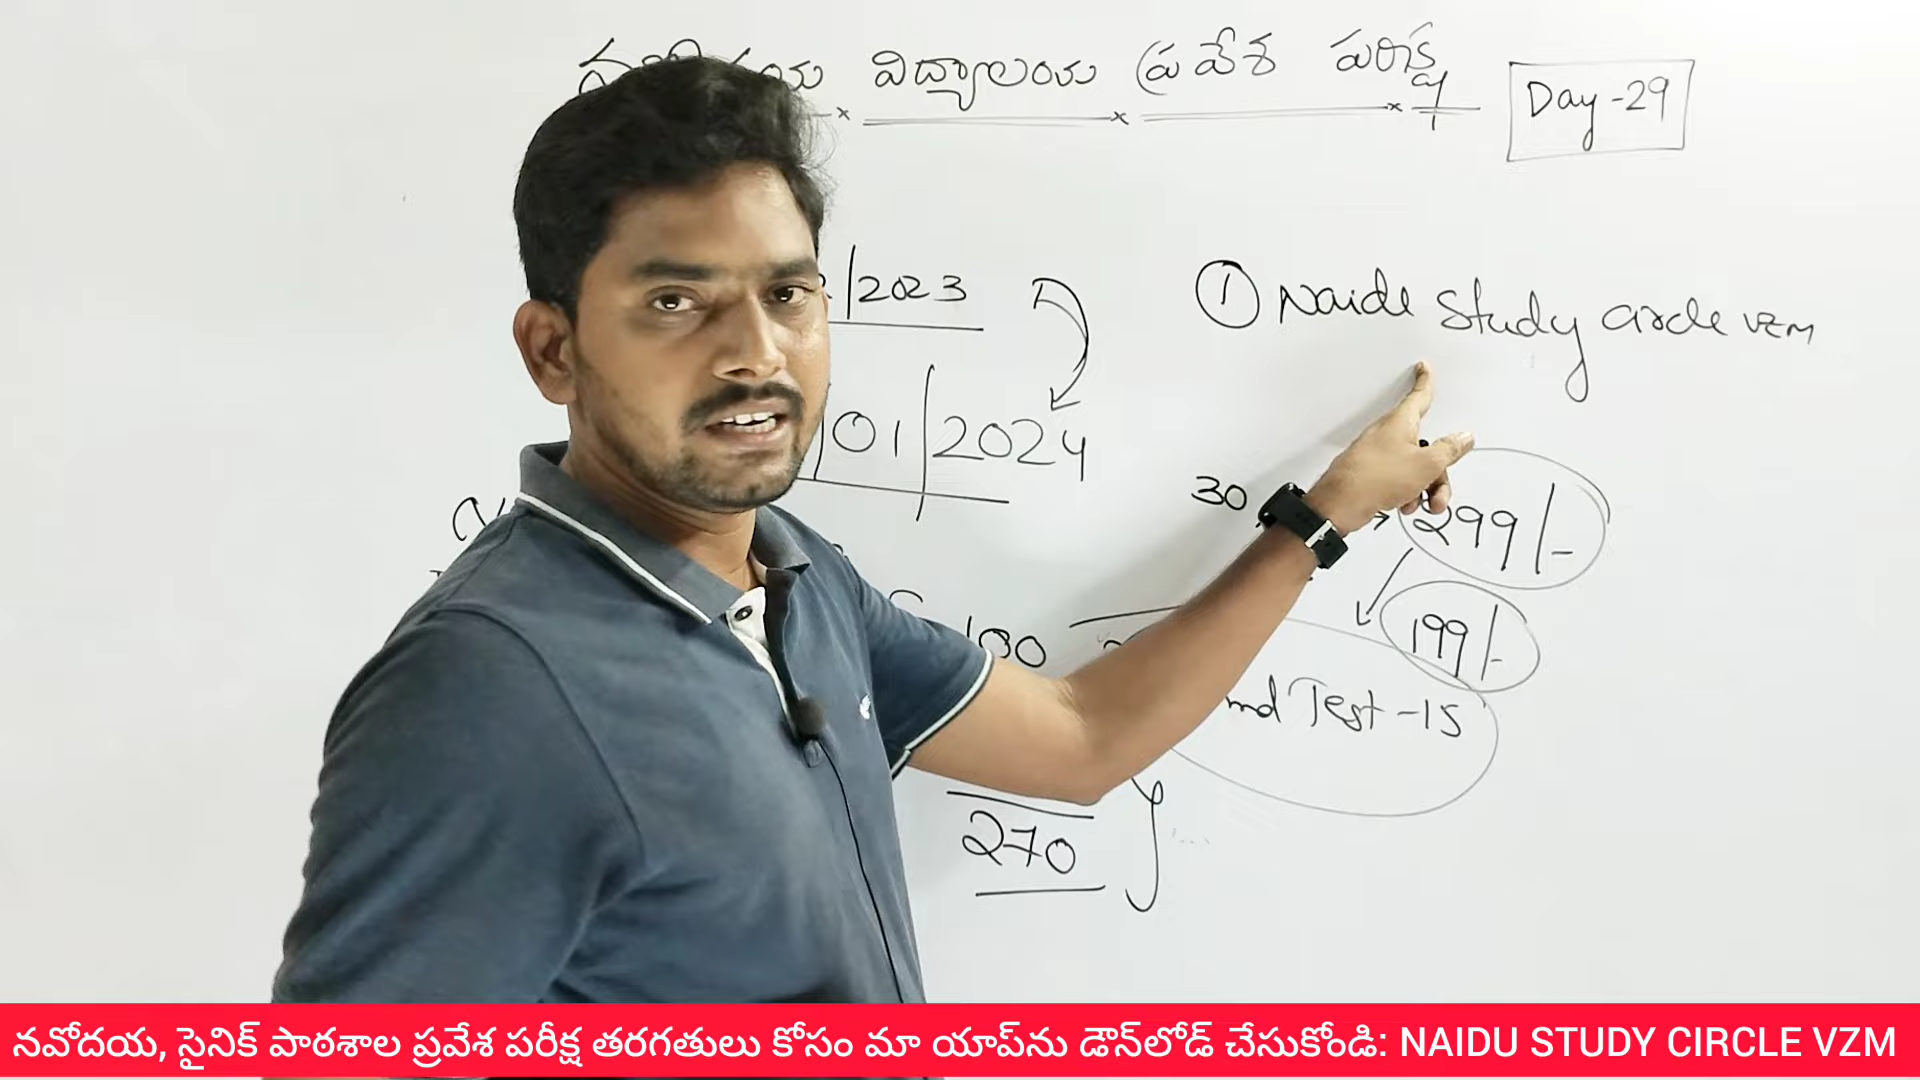 విద్యాలయ ప్రవేశ పరీక్ష
Day-29
/2023
① Naidu Study Circle VZM
01/2024
30
299/-
199/-
100
Test-15
270
నవోదయ, సైనిక్ పాఠశాల ప్రవేశ పరీక్ష తరగతులు కోసం మా యాప్‌ను డౌన్‌లోడ్ చేసుకోండి: NAIDU STUDY CIRCLE VZM